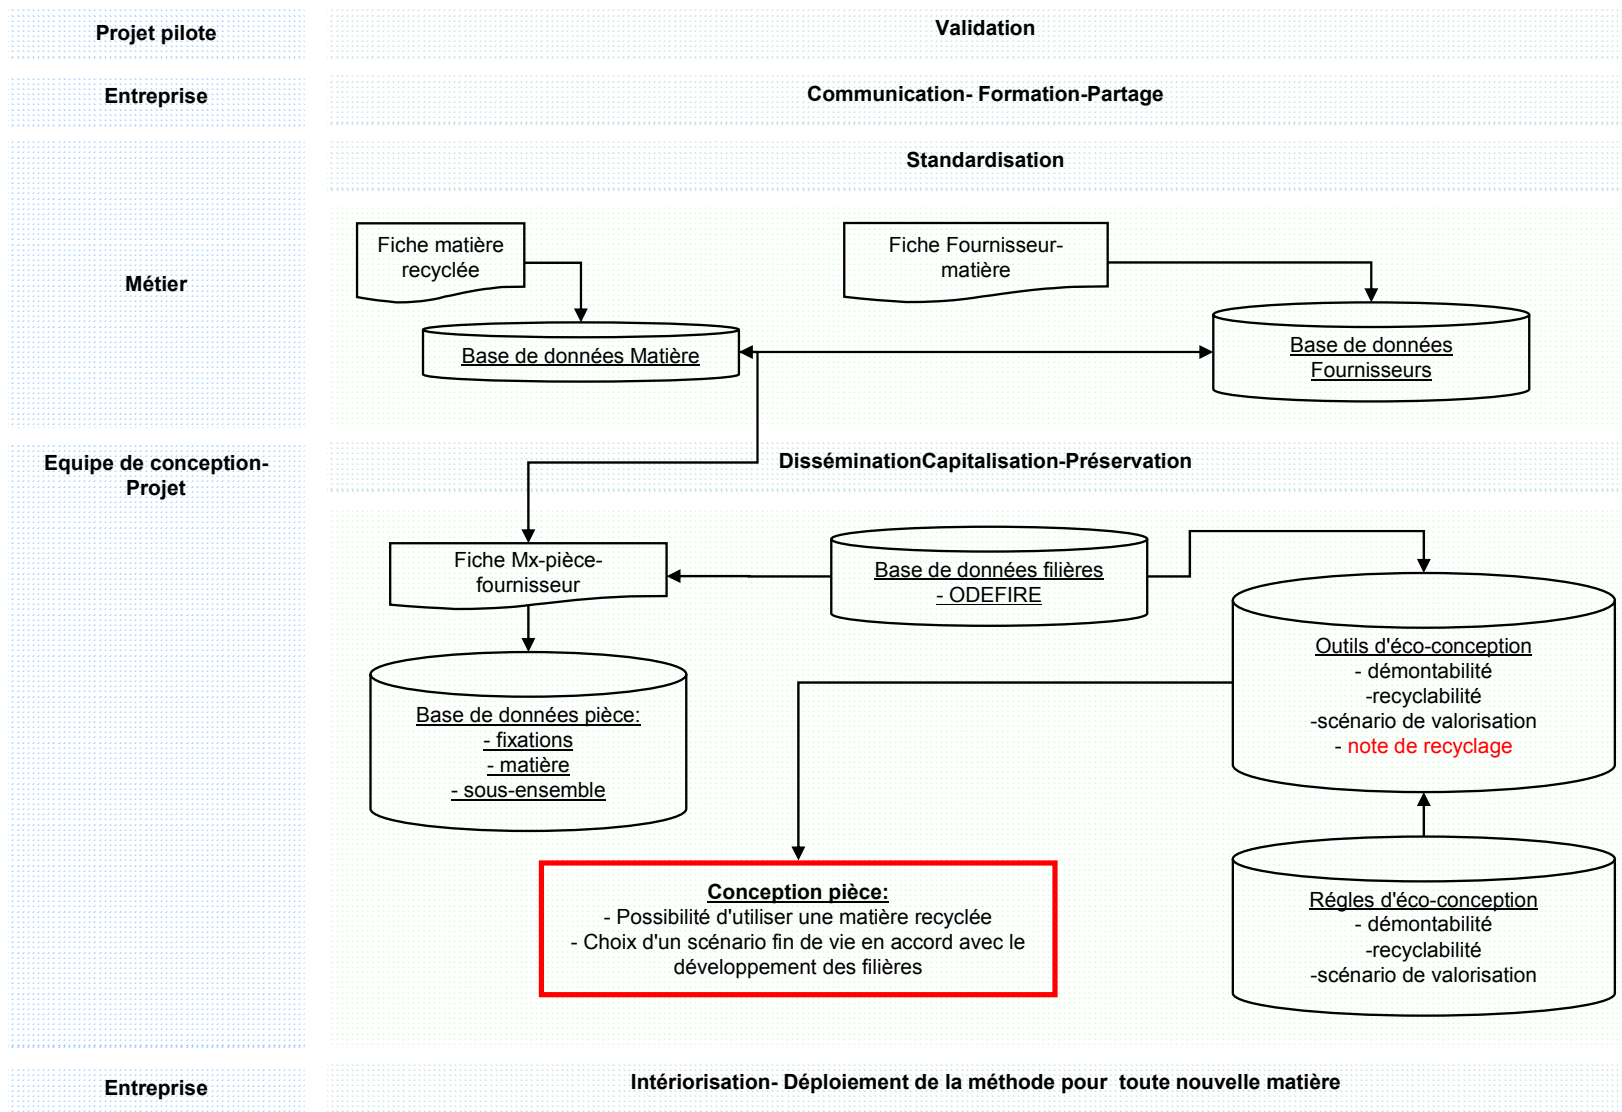 Projet pilote
Validation
Entreprise
Communication- Formation-Partage
Standardisation
Métier
Fiche matière
recyclée
Fiche Fournisseur-
matière
Base de données Matière
Base de données
Fournisseurs
Equipe de conception-
Projet
DisséminationCapitalisation-Préservation
Fiche Mx-pièce-
fournisseur
Base de données filières
- ODEFIRE
Outils d'éco-conception
- démontabilité
-recyclabilité
-scénario de valorisation
- note de recyclage
Base de données pièce:
- fixations
- matière
- sous-ensemble
Conception pièce:
- Possibilité d'utiliser une matière recyclée
- Choix d'un scénario fin de vie en accord avec le
développement des filières
Régles d'éco-conception
- démontabilité
-recyclabilité
-scénario de valorisation
Entreprise
Intériorisation- Déploiement de la méthode pour  toute nouvelle matière